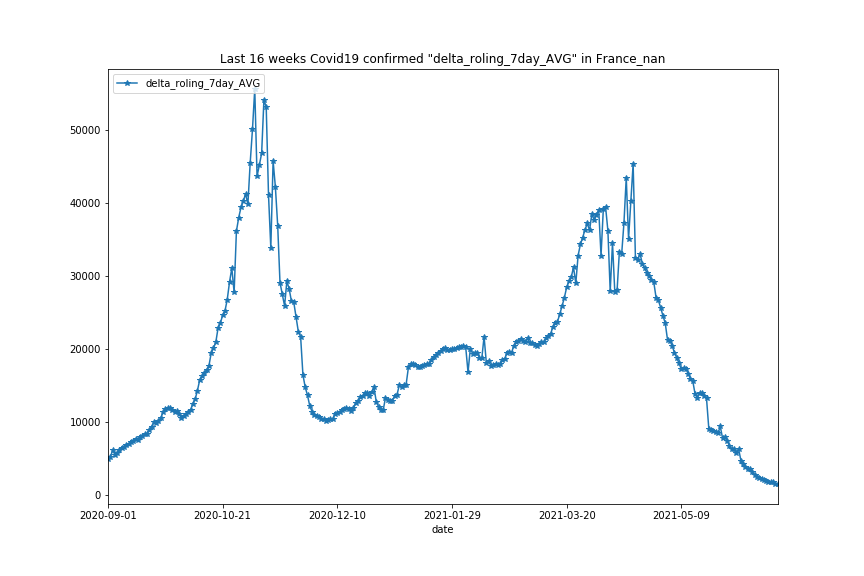 Last 16 weeks Covid19 confirmed "delta_roling_7day_AVG" in France_nan
delta_roling_7day_AVG
50000
40000
30000
20000
10000
0
2020-09-01 2020-10-21 2020-12-10 2021-01-29 2021-03-20 2021-05-09
date